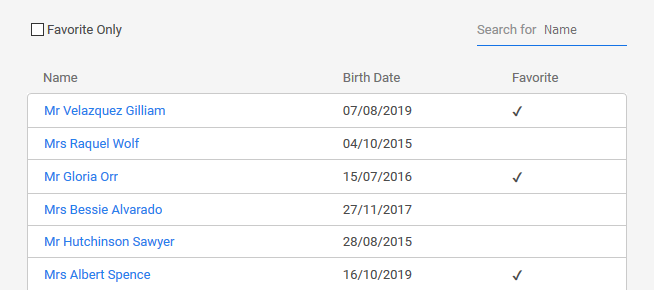 Favorite Only Search for Name
Name Birth Date Favorite
Mr Velazquez Gilliam 07/08/2019 ✓
Mrs Raquel Wolf 04/10/2015
Mr Gloria Orr 15/07/2016 ✓
Mrs Bessie Alvarado 27/11/2017
Mr Hutchinson Sawyer 28/08/2015
Mrs Albert Spence 16/10/2019 ✓